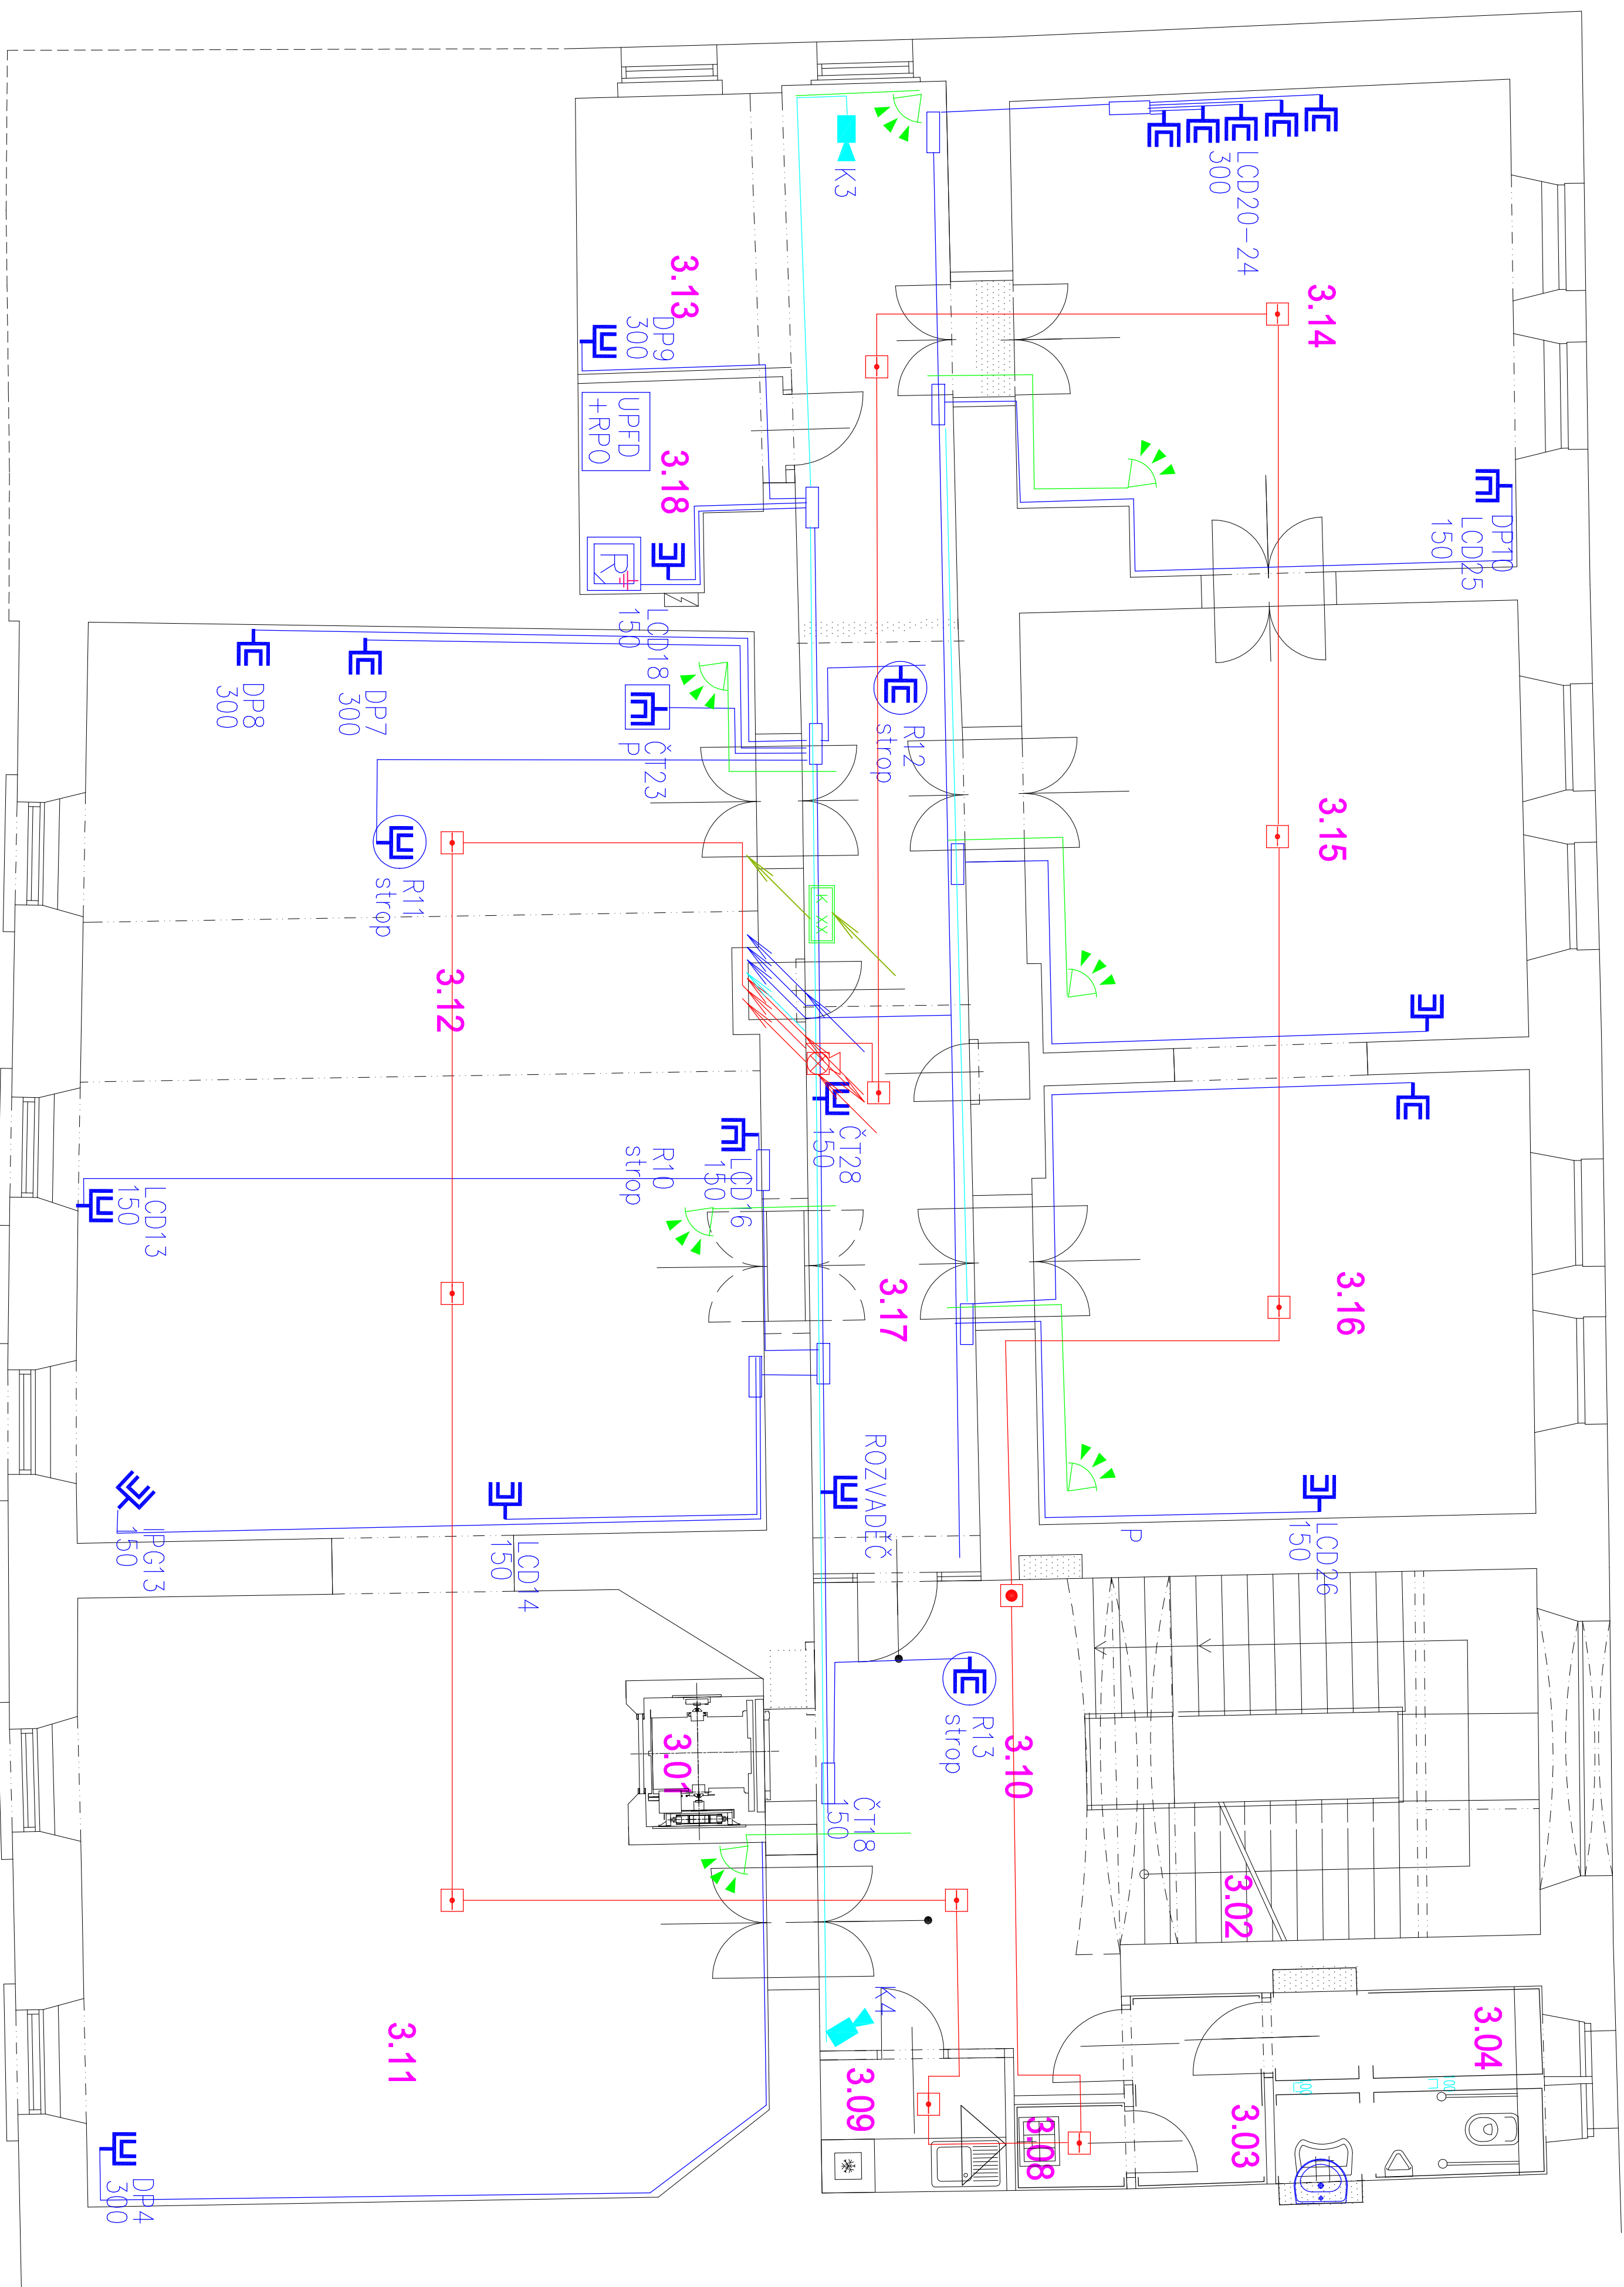 K3
LCD20-24
300
3.14
3.13
DP9
300
UPFD
+RPO
3.18
R
DP10
LCD25
150
LCD18
150
DP8
300
DP7
300
ČT23
P
R12
strop
3.15
R11
strop
K XX
3.12
ČT28
150
R10
strop
LCD16
150
LCD13
150
3.17
3.16
ROZVADĚČ
IPG13
150
LCD14
150
P
LCD26
150
R13
strop
3.10
3.01
ČT18
150
3.02
K4
3.11
3.09
3.08
3.03
3.04
DP4
300